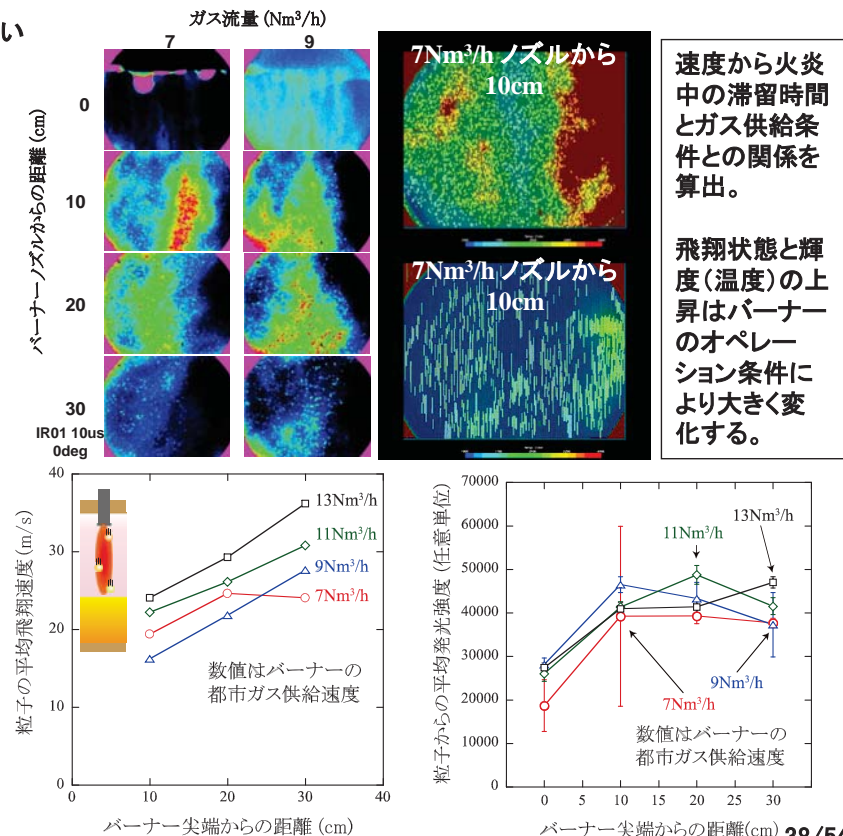 い
ガス流量 (Nm³/h)
7
9
バーナーノズルからの距離 (cm)
0
10
20
30
IR01 10us
0deg
7Nm³/h ノズルから
10cm
7Nm³/h ノズルから
10cm
速度から火炎
中の滞留時間
とガス供給条
件との関係を
算出。
飛翔状態と輝
度(温度)の上
昇はバーナー
のオペレー
ション条件に
より大きく変
化する。
粒子の平均飛翔速度 (m/s)
40
30
20
10
0
13Nm³/h
11Nm³/h
9Nm³/h
7Nm³/h
数値はバーナーの
都市ガス供給速度
0
10
20
30
40
バーナー尖端からの距離 (cm)
粒子からの平均発光強度 (任意単位)
70000
60000
50000
40000
30000
20000
10000
0
13Nm³/h
11Nm³/h
9Nm³/h
7Nm³/h
数値はバーナーの
都市ガス供給速度
0
5
10
15
20
25
30
バーナー尖端からの距離(cm)